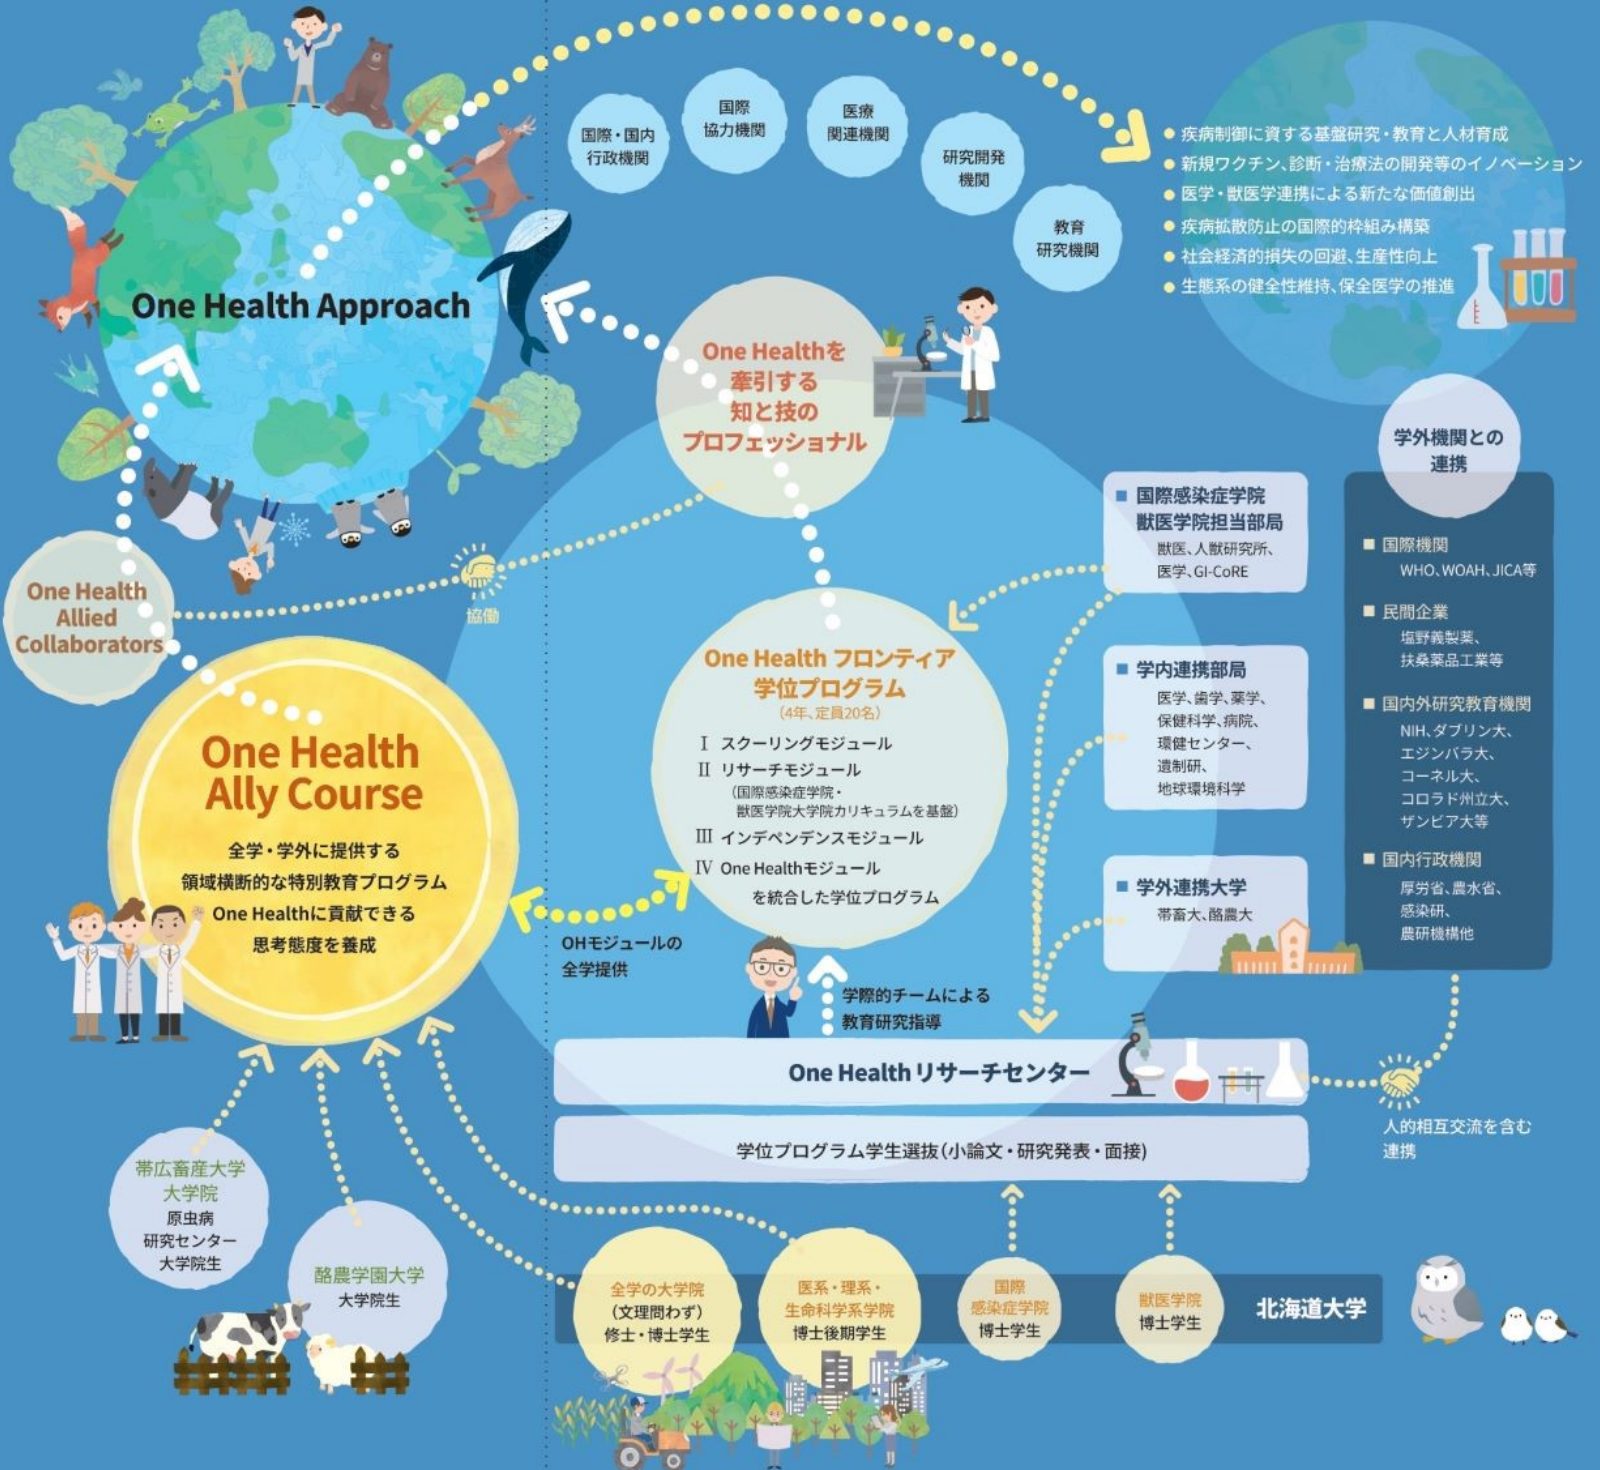 One Health Approach
国際・国内
行政機関
国際
協力機関
医療
関連機関
研究開発
機関
教育
研究機関
疾病制御に資する基盤研究・教育と人材育成
新規ワクチン、診断・治療法の開発等のイノベーション
医学・獣医学連携による新たな価値創出
疾病拡散防止の国際的枠組み構築
社会経済的損失の回避、生産性向上
生態系の健全性維持、保全医学の推進
One Healthを
牽引する
知と技の
プロフェッショナル
One Health
Allied
Collaborators
協働
One Health
Ally Course
全学・学外に提供する
領域横断的な特別教育プログラム
One Healthに貢献できる
思考態度を養成
One Health フロンティア
学位プログラム
（4年、定員20名）
Ⅰ スクーリングモジュール
Ⅱ リサーチモジュール
（国際感染症学院・
獣医学院大学院カリキュラムを基盤）
Ⅲ インデペンデンスモジュール
Ⅳ One Healthモジュール
を統合した学位プログラム
OHモジュールの
全学提供
学際的チームによる
教育研究指導
■ 国際感染症学院
獣医学院担当部局
獣医、人獣研究所、
医学、GI-CoRE
■ 学内連携部局
医学、歯学、薬学、
保健科学、病院、
環健センター、
遺制研、
地球環境科学
■ 学外連携大学
帯畜大、酪農大
学外機関との
連携
■ 国際機関
WHO、WOAH、JICA等
■ 民間企業
塩野義製薬、
扶桑薬品工業等
■ 国内外研究教育機関
NIH、ダブリン大、
エジンバラ大、
コーネル大、
コロラド州立大、
ザンビア大等
■ 国内行政機関
厚労省、農水省、
感染研、
農研機構他
One Health リサーチセンター
人的相互交流を含む
連携
学位プログラム学生選抜（小論文・研究発表・面接）
帯広畜産大学
大学院
原虫病
研究センター
大学院生
酪農学園大学
大学院生
全学の大学院
（文理問わず）
修士・博士学生
医系・理系・
生命科学系学院
博士後期学生
国際
感染症学院
博士学生
獣医学院
博士学生
北海道大学